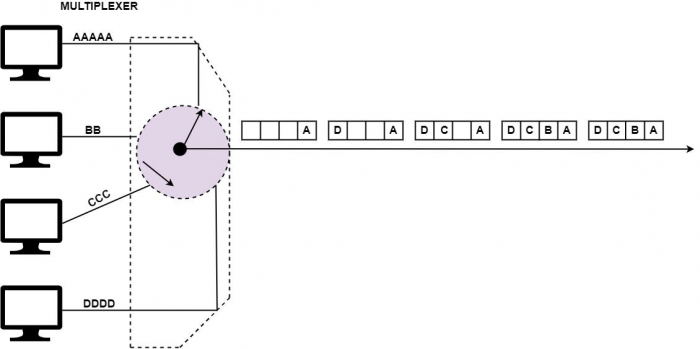 MULTIPLEXER
AAAAA
BB
A D A D C A D C B A D C B A
CCC
DDDD